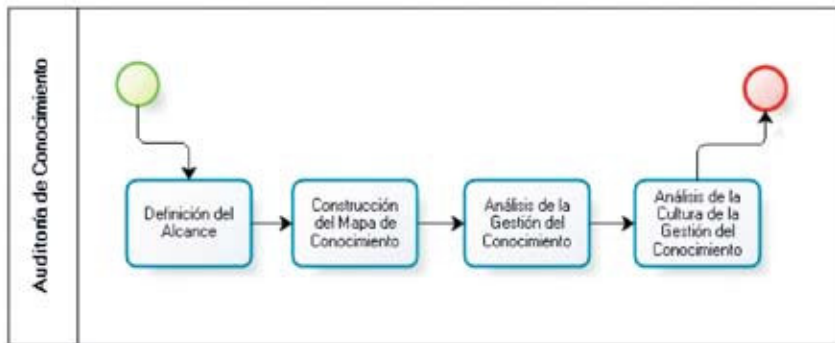 Auditoría de Conocimiento
Definición del
Alcance
Construcción
del Mapa de
Conocimiento
Análisis de la
Gestión del
Conocimiento
Análisis de la
Cultura de la
Gestión del
Conocimiento